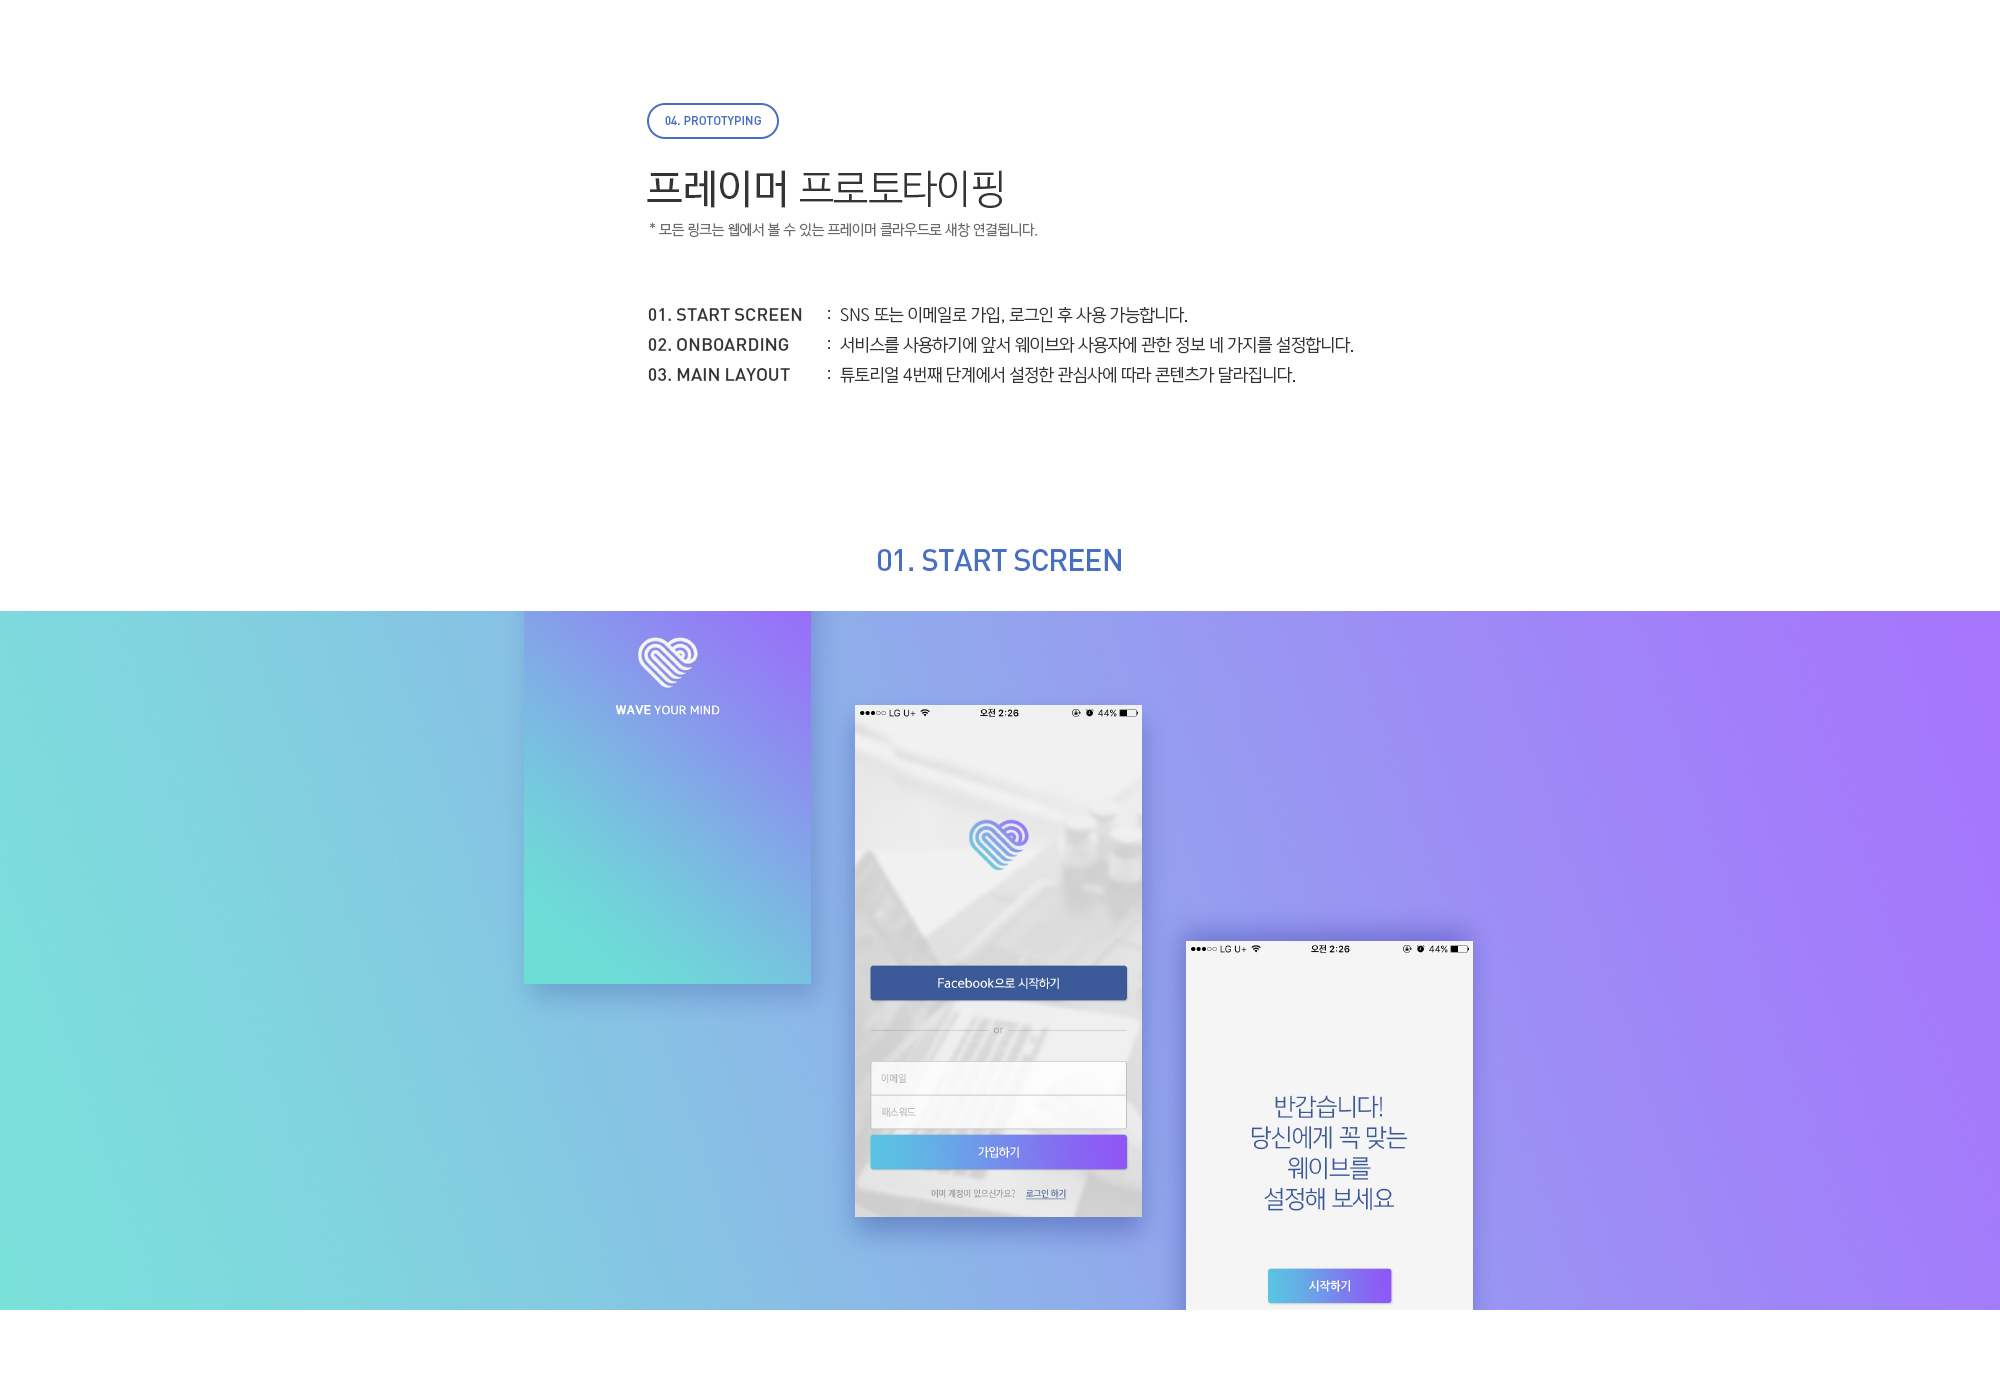 04. PROTOTYPING
프레이머 프로토타이핑
* 모든 링크는 웹에서 볼 수 있는 프레이머 클라우드로 새창 연결됩니다.
01. START SCREEN : SNS 또는 이메일로 가입, 로그인 후 사용 가능합니다.
02. ONBOARDING : 서비스를 사용하기에 앞서 웨이브와 사용자에 관한 정보 네 가지를 설정합니다.
03. MAIN LAYOUT : 튜토리얼 4번째 단계에서 설정한 관심사에 따라 콘텐츠가 달라집니다.
01. START SCREEN
WAVE YOUR MIND
LG U+ 오전 2:26 44%
Facebook으로 시작하기
or
이메일
패스워드
가입하기
이미 계정이 있으신가요? 로그인 하기
LG U+ 오전 2:26 44%
반갑습니다!
당신에게 꼭 맞는
웨이브를
설정해 보세요
시작하기